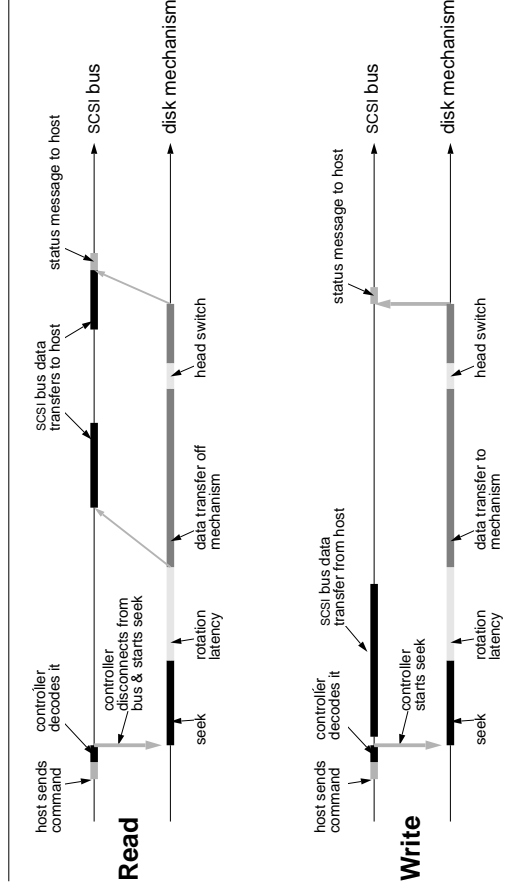 Read
host sends
command
controller
decodes it
controller
disconnects from
bus & starts seek
SCSI bus data
transfers to host
status message to host
SCSI bus
seek
rotation
latency
data transfer off
mechanism
head switch
disk mechanism
Write
host sends
command
controller
decodes it
controller
starts seek
SCSI bus data
transfer from host
status message to host
SCSI bus
seek
rotation
latency
data transfer to
mechanism
head switch
disk mechanism